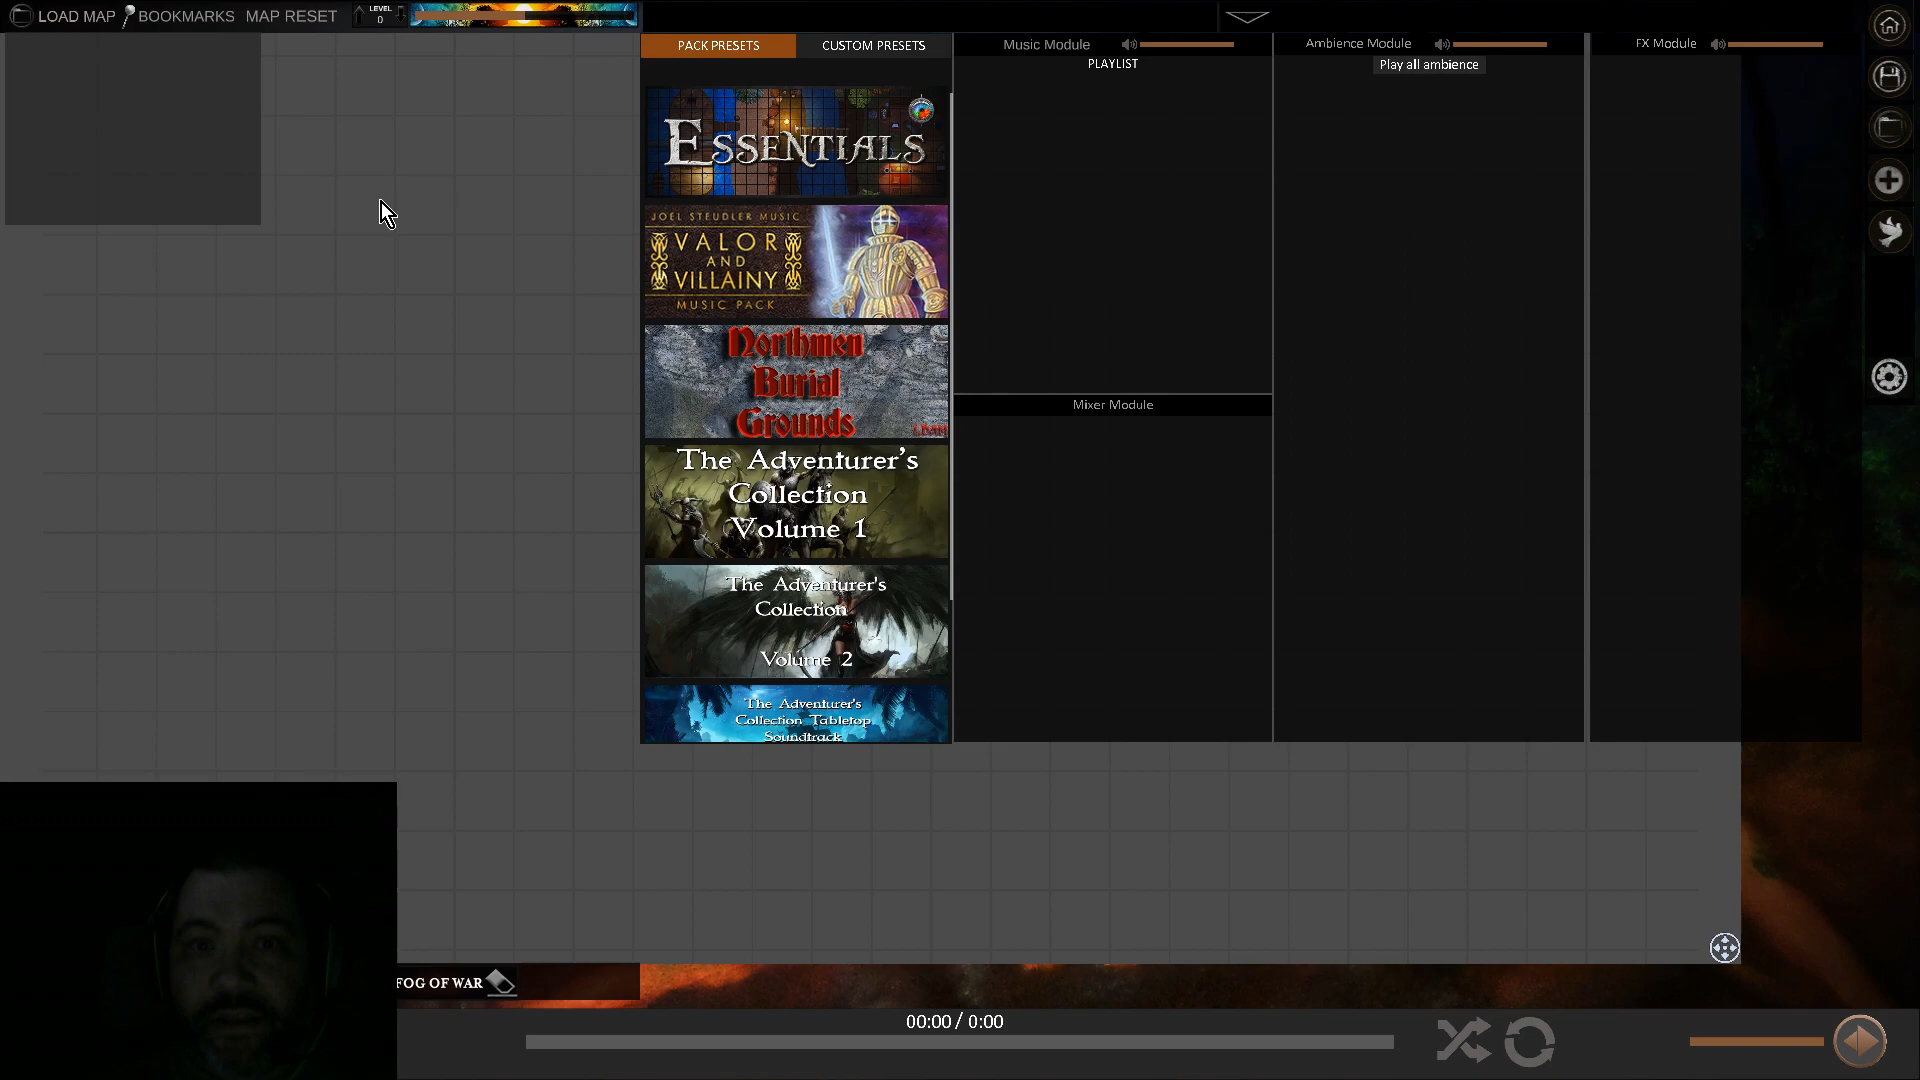 LOAD MAP
BOOKMARKS
MAP RESET
LEVEL
0
PACK PRESETS
CUSTOM PRESETS
Music Module
Ambience Module
FX Module
PLAYLIST
Play all ambience
ESSENTIALS
JOEL STEUDLER MUSIC
VALOR
AND
VILLAINY
MUSIC PACK
Northmen
Burial
Grounds
Mixer Module
The Adventurer's
Collection
Volume 1
The Adventurer's
Collection
Volume 2
The Adventurer's
Collection Tabletop
Soundtrack
FOG OF WAR
00:00 / 0:00